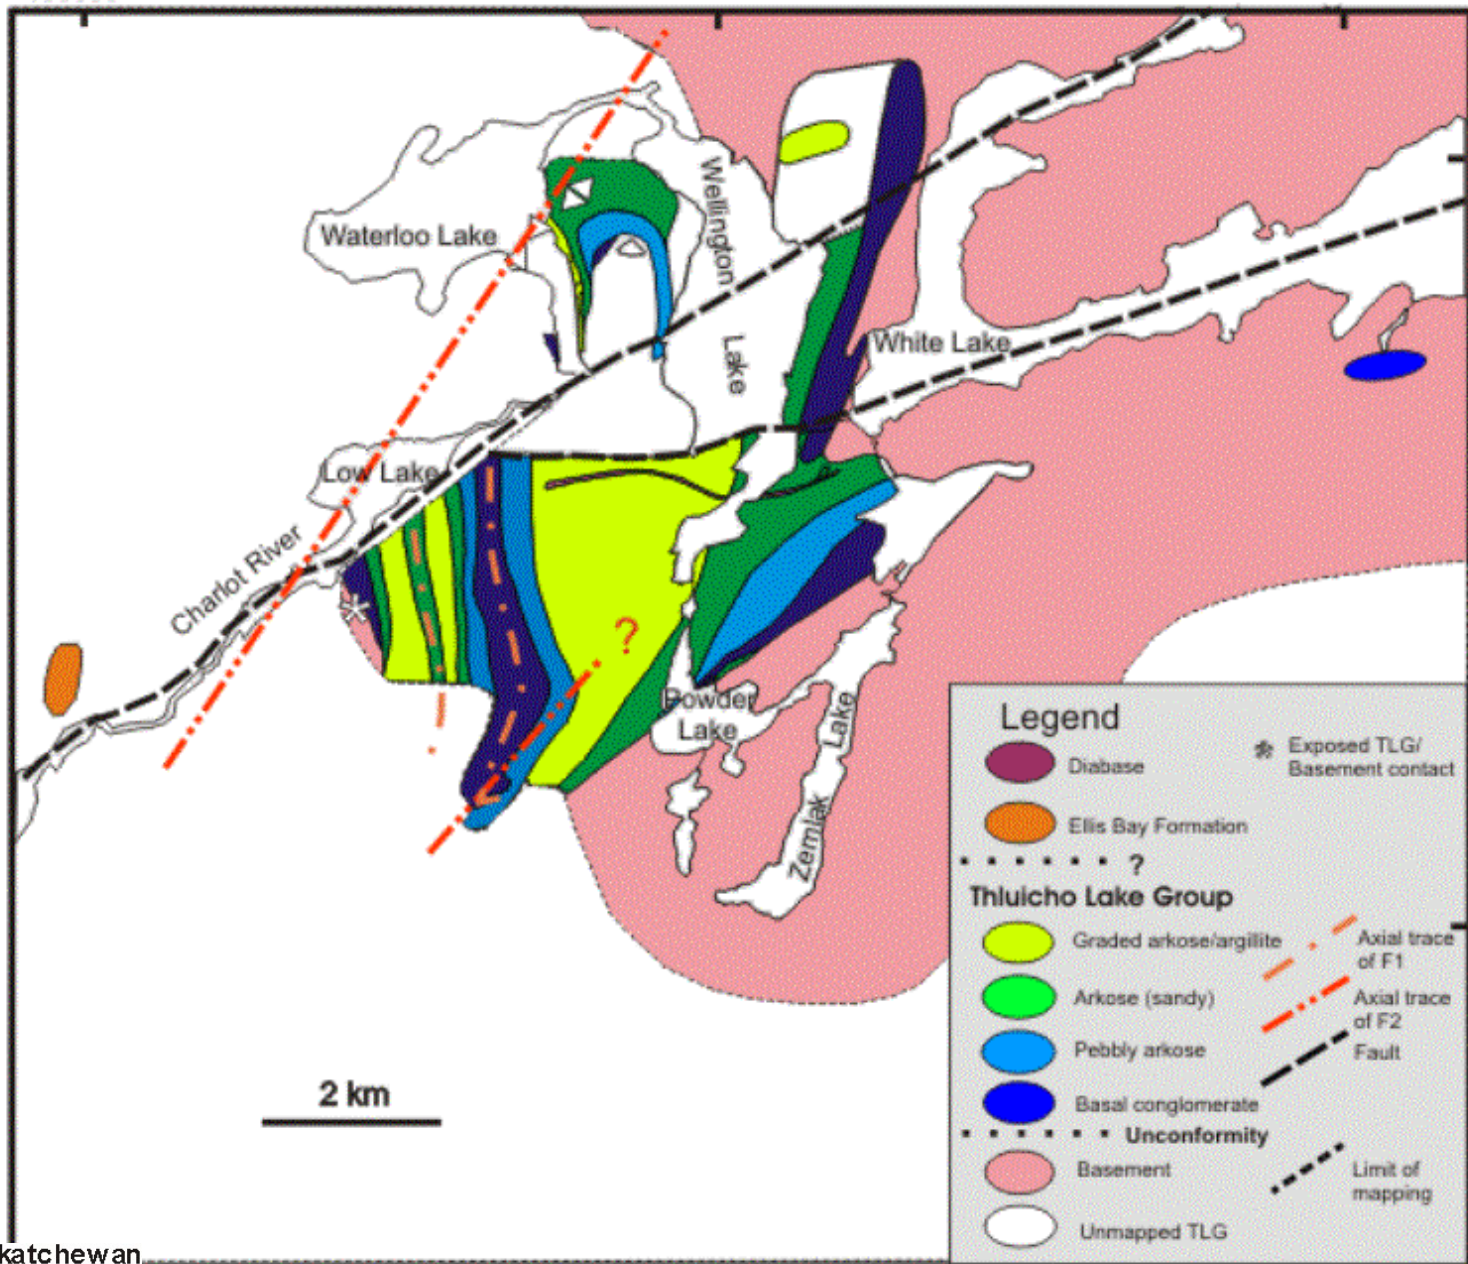 Waterloo Lake
Wellington
Lake
White Lake
Low Lake
Charlot River
?
Powder
Lake
Zemlak Lake
2 km
katchewan
Legend
Diabase
Exposed TLG/
Basement contact
Ellis Bay Formation
?
Thluicho Lake Group
Graded arkose/argillite
Axial trace
of F1
Arkose (sandy)
Axial trace
of F2
Pebbly arkose
Fault
Basal conglomerate
Unconformity
Basement
Limit of
mapping
Unmapped TLG